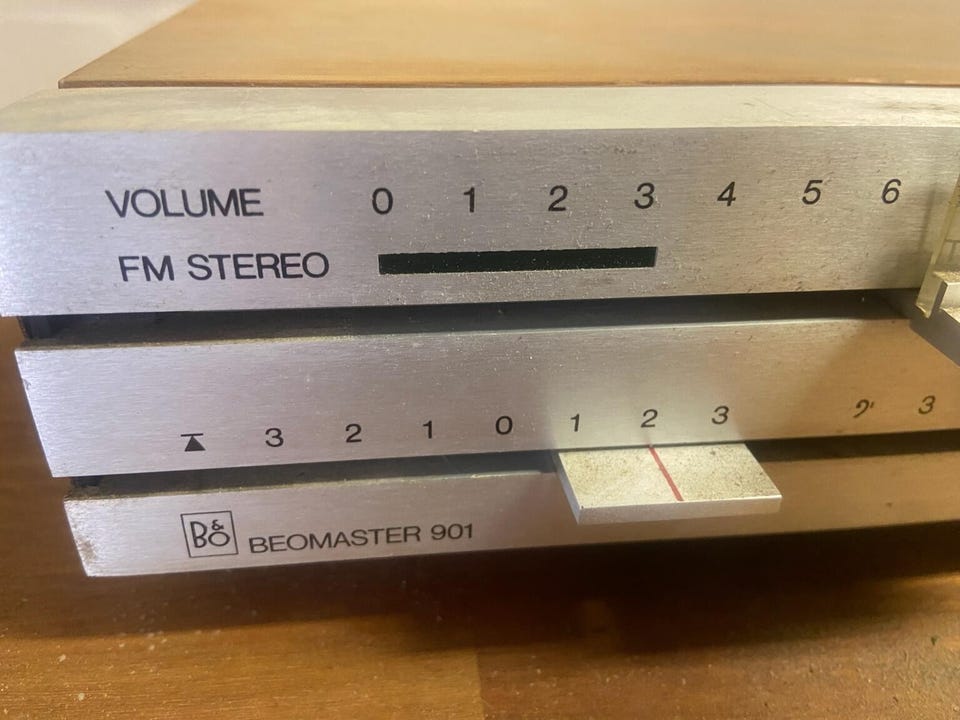 VOLUME 0 1 2 3 4 5 6
FM STEREO
3 2 1 0 1 2 3 3
B&O BEOMASTER 901